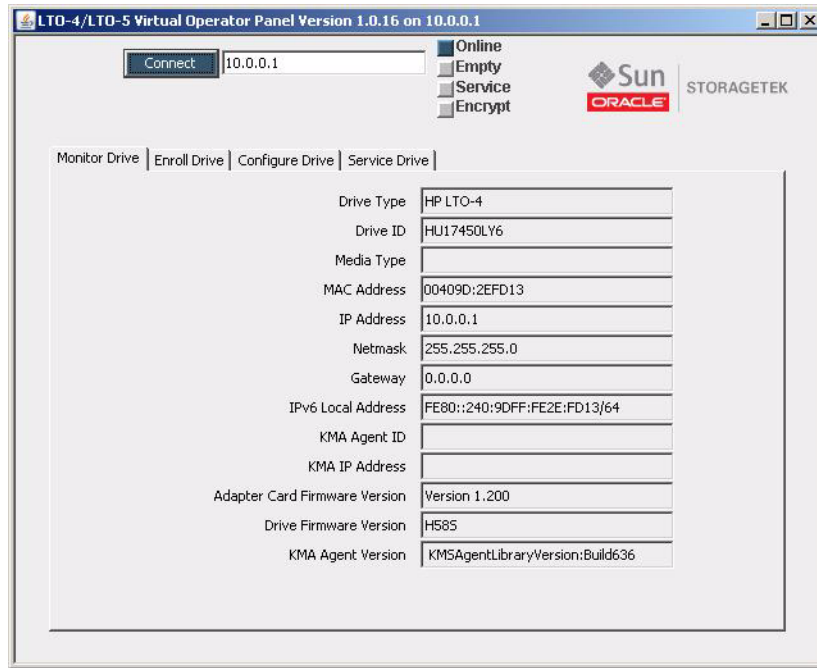 LTO-4/LTO-5 Virtual Operator Panel Version 1.0.16 on 10.0.0.1
Connect 10.0.0.1
Online
Empty
Service
Encrypt
Sun
ORACLE
STORAGETEK
Monitor Drive Enroll Drive Configure Drive Service Drive
Drive Type HP LTO-4
Drive ID HU17450LY6
Media Type
MAC Address 00409D:2EFD13
IP Address 10.0.0.1
Netmask 255.255.255.0
Gateway 0.0.0.0
IPv6 Local Address FE80::240:9DFF:FE2E:FD13/64
KMA Agent ID
KMA IP Address
Adapter Card Firmware Version Version 1.200
Drive Firmware Version H58S
KMA Agent Version KMSAgentLibraryVersion:Build636